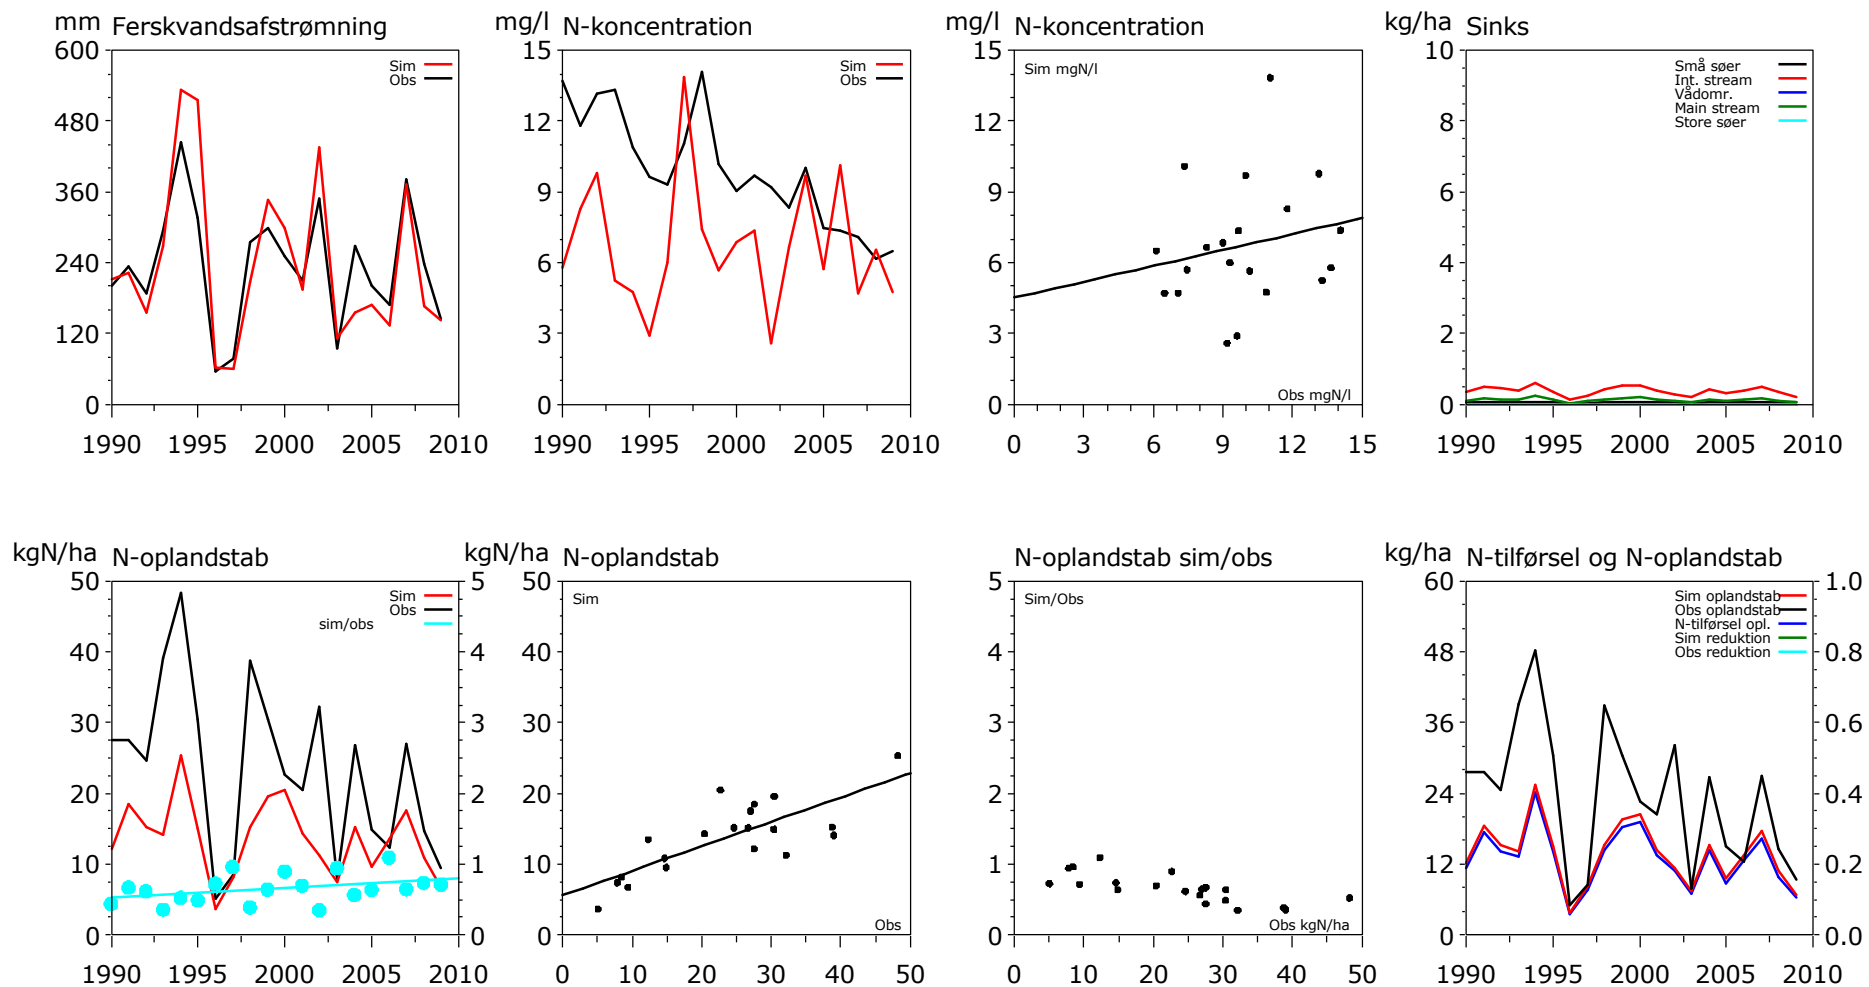 mm Ferskvandsafstrømning
600
480
360
240
120
0
Sim
Obs
1990 1995 2000 2005 2010
mg/l N-koncentration
15
12
9
6
3
0
Sim
Obs
1990 1995 2000 2005 2010
mg/l N-koncentration
15
12
9
6
3
0
Sim mgN/l
Obs mgN/l
0 3 6 9 12 15
kg/ha Sinks
10
8
6
4
2
0
Små søer
Int. stream
Vådomr.
Main stream
Store søer
1990 1995 2000 2005 2010
kgN/ha N-oplandstab
50
40
30
20
10
0
Sim
Obs
sim/obs
5
4
3
2
1
0
1990 1995 2000 2005 2010
kgN/ha N-oplandstab
50
40
30
20
10
0
Sim
Obs
0 10 20 30 40 50
N-oplandstab sim/obs
5
4
3
2
1
0
Sim/Obs
Obs kgN/ha
0 10 20 30 40 50
kg/ha N-tilførsel og N-oplandstab
60
48
36
24
12
0
Sim oplandstab
Obs oplandstab
N-tilførsel opl.
Sim reduktion
Obs reduktion
1.0
0.8
0.6
0.4
0.2
0.0
1990 1995 2000 2005 2010